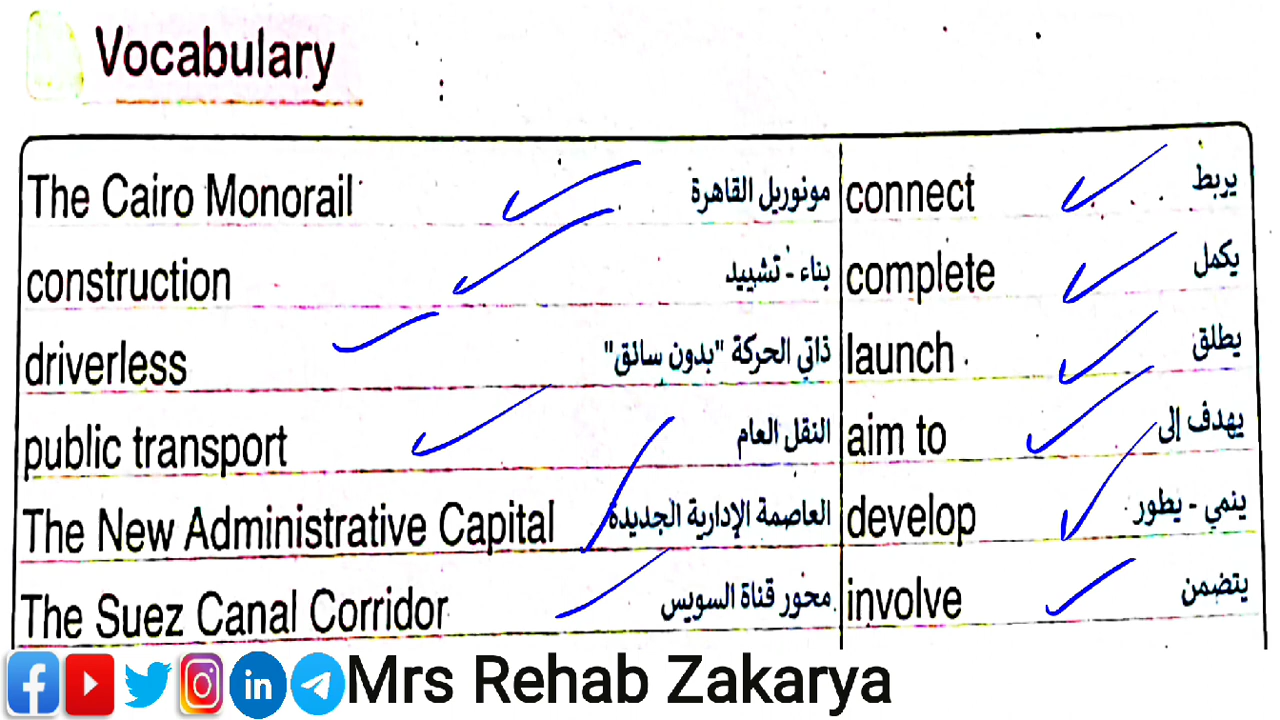 Vocabulary
The Cairo Monorail مونوريل القاهرة connect يربط
construction بناء - تشييد complete يكمل
driverless ذاتي الحركة "بدون سائق" launch يطلق
public transport النقل العام aim to يهدف إلى
The New Administrative Capital العاصمة الإدارية الجديدة develop ينمي - يطور
The Suez Canal Corridor محور قناة السويس involve يتضمن
Mrs Rehab Zakarya